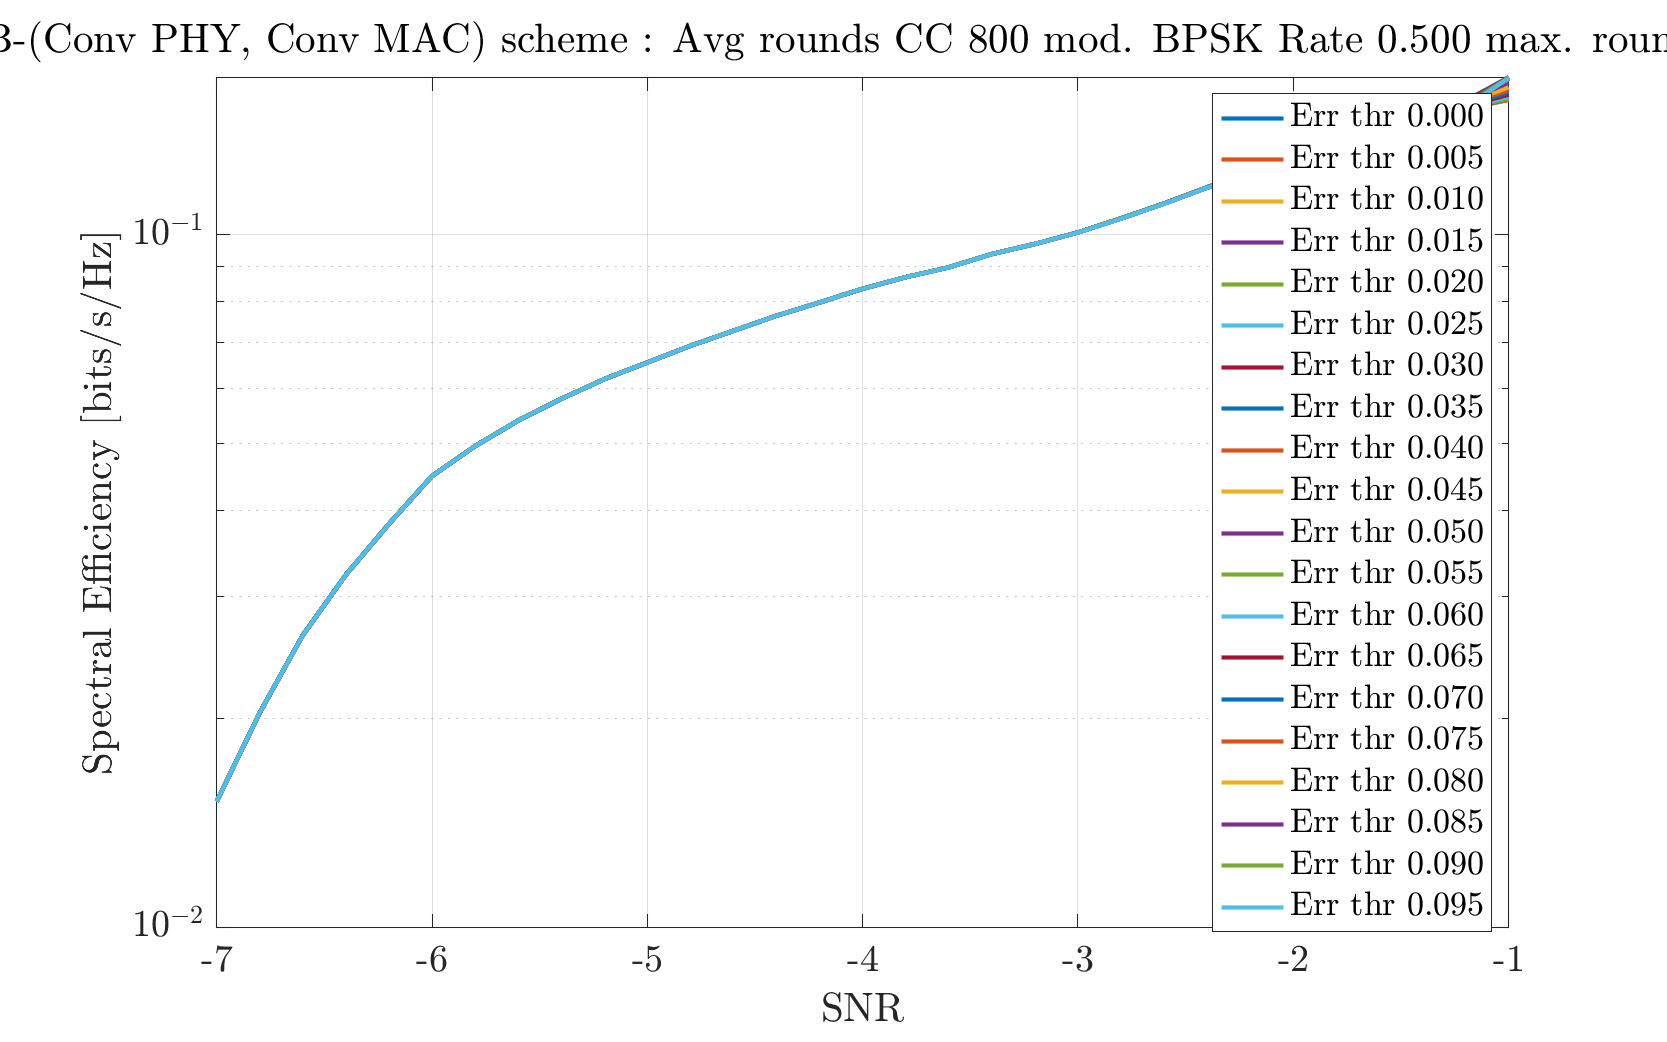 3-(Conv PHY, Conv MAC) scheme : Avg rounds CC 800 mod. BPSK Rate 0.500 max.
Spectral Efficiency [bits/s/Hz]
10⁻¹
10⁻²
Err thr 0.000
Err thr 0.005
Err thr 0.010
Err thr 0.015
Err thr 0.020
Err thr 0.025
Err thr 0.030
Err thr 0.035
Err thr 0.040
Err thr 0.045
Err thr 0.050
Err thr 0.055
Err thr 0.060
Err thr 0.065
Err thr 0.070
Err thr 0.075
Err thr 0.080
Err thr 0.085
Err thr 0.090
Err thr 0.095
-7 -6 -5 -4 -3 -2 -1
SNR